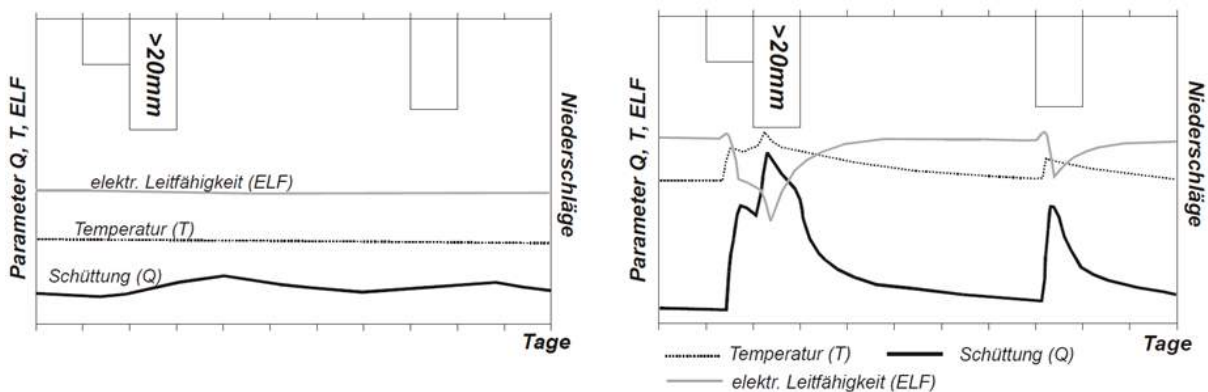 Parameter Q, T, ELF
>20mm
elektr. Leitfähigkeit (ELF)
Temperatur (T)
Schüttung (Q)
Niederschläge
Tage
Parameter Q, T, ELF
>20mm
Niederschläge
Tage
Temperatur (T)
Schüttung (Q)
elektr. Leitfähigkeit (ELF)